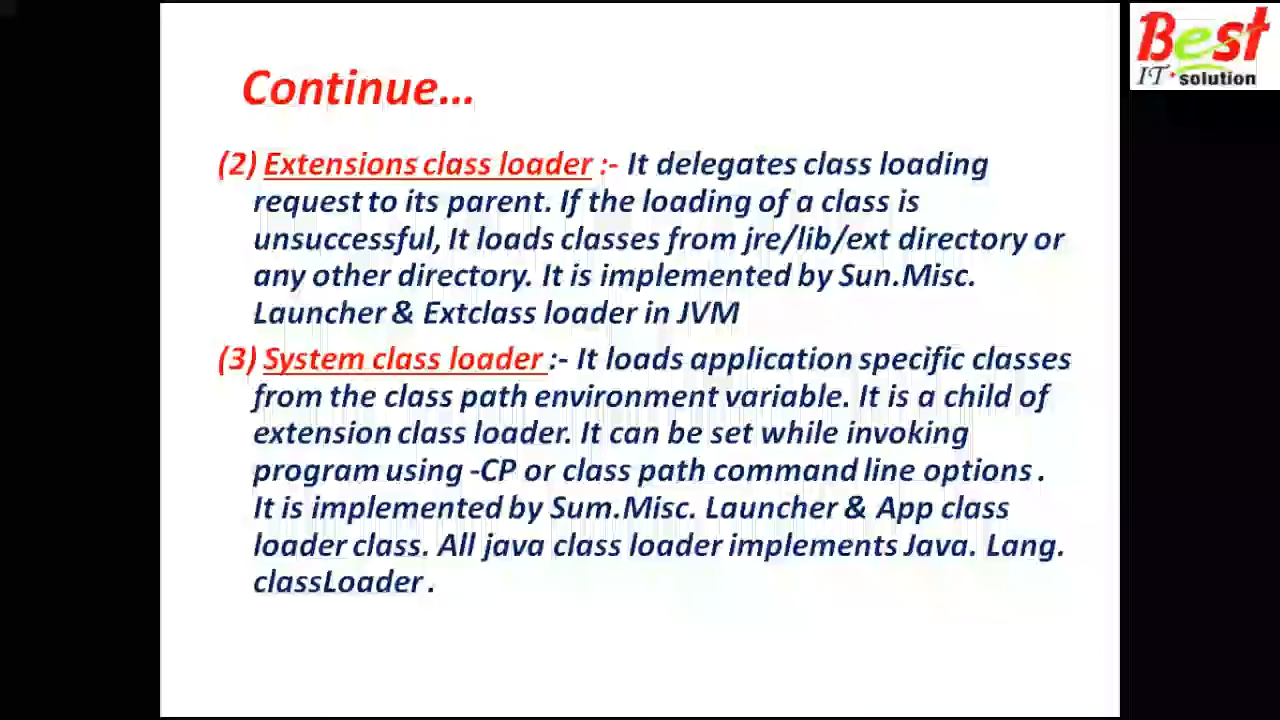 Best
IT solution
Continue...
(2) Extensions class loader :- It delegates class loading
request to its parent. If the loading of a class is
unsuccessful, It loads classes from jre/lib/ext directory or
any other directory. It is implemented by Sun.Misc.
Launcher & Extclass loader in JVM
(3) System class loader :- It loads application specific classes
from the class path environment variable. It is a child of
extension class loader. It can be set while invoking
program using -CP or class path command line options .
It is implemented by Sum.Misc. Launcher & App class
loader class. All java class loader implements Java. Lang.
classLoader .